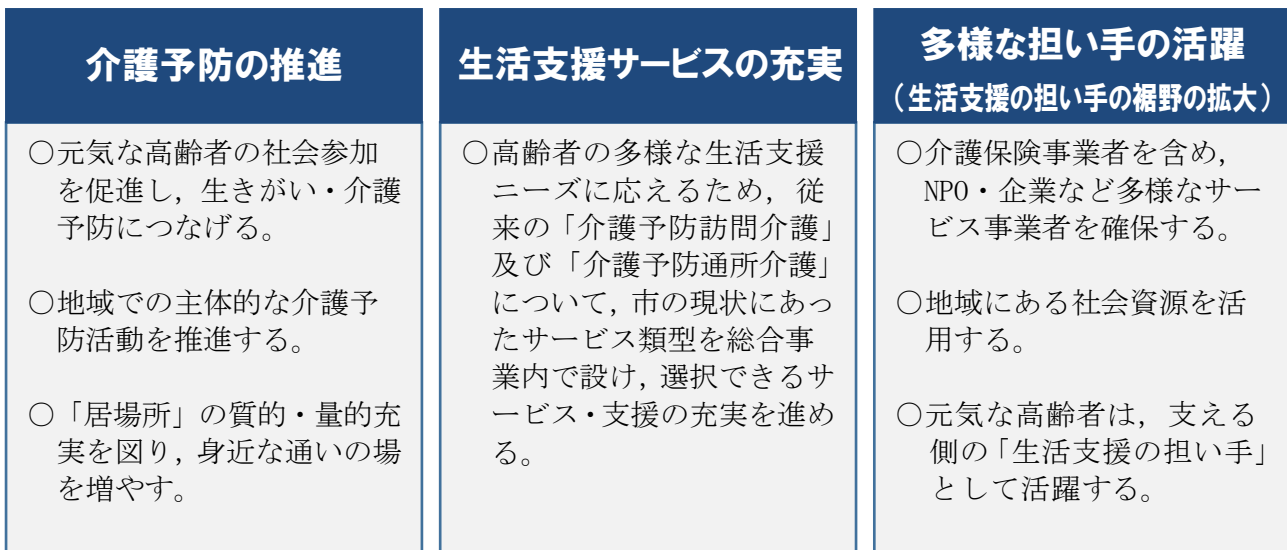 介護予防の推進
○元気な高齢者の社会参加
を促進し，生きがい・介護
予防につなげる。
○地域での主体的な介護予
防活動を推進する。
○「居場所」の質的・量的充
実を図り，身近な通いの場
を増やす。
生活支援サービスの充実
○高齢者の多様な生活支援
ニーズに応えるため，従
来の「介護予防訪問介護」
及び「介護予防通所介護」
について，市の現状にあっ
たサービス類型を総合事
業内で設け，選択できるサ
ービス・支援の充実を進め
る。
多様な担い手の活躍
（生活支援の担い手の裾野の拡大）
○介護保険事業者を含め，
NPO・企業など多様なサー
ビス事業者を確保する。
○地域にある社会資源を活
用する。
○元気な高齢者は，支える
側の「生活支援の担い手」
として活躍する。